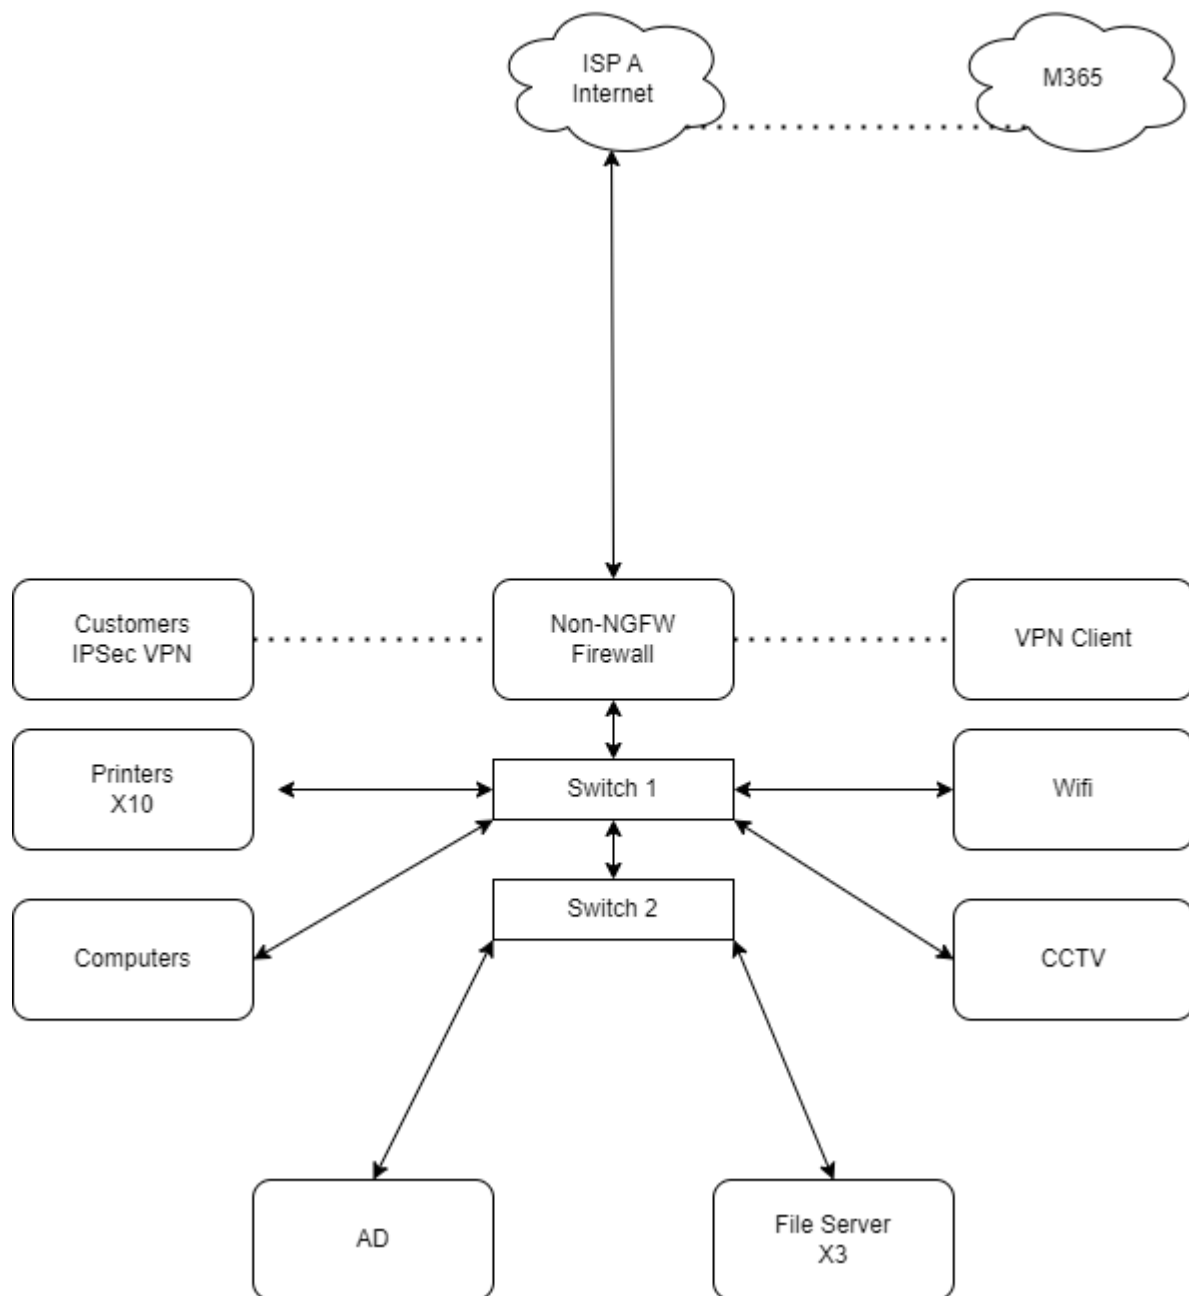 ISP A
Internet
M365
Customers
IPSec VPN
Non-NGFW
Firewall
VPN Client
Printers
X10
Switch 1
Wifi
Switch 2
Computers
CCTV
AD
File Server
X3